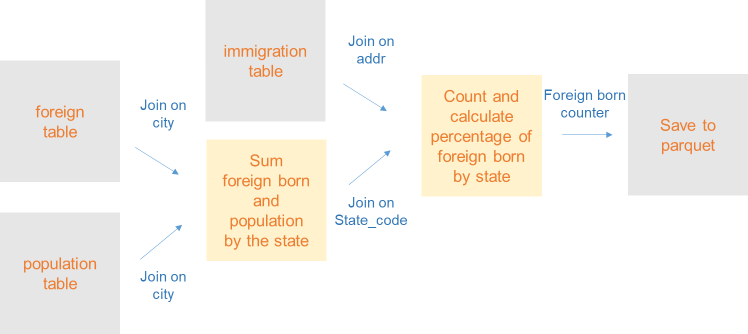 foreign
table
Join on
city
population
table
Join on
city
immigration
table
Sum
foreign born
and
population
by the state
Join on
addr
Join on
State_code
Count and
calculate
percentage of
foreign born
by state
Foreign born
counter
Save to
parquet